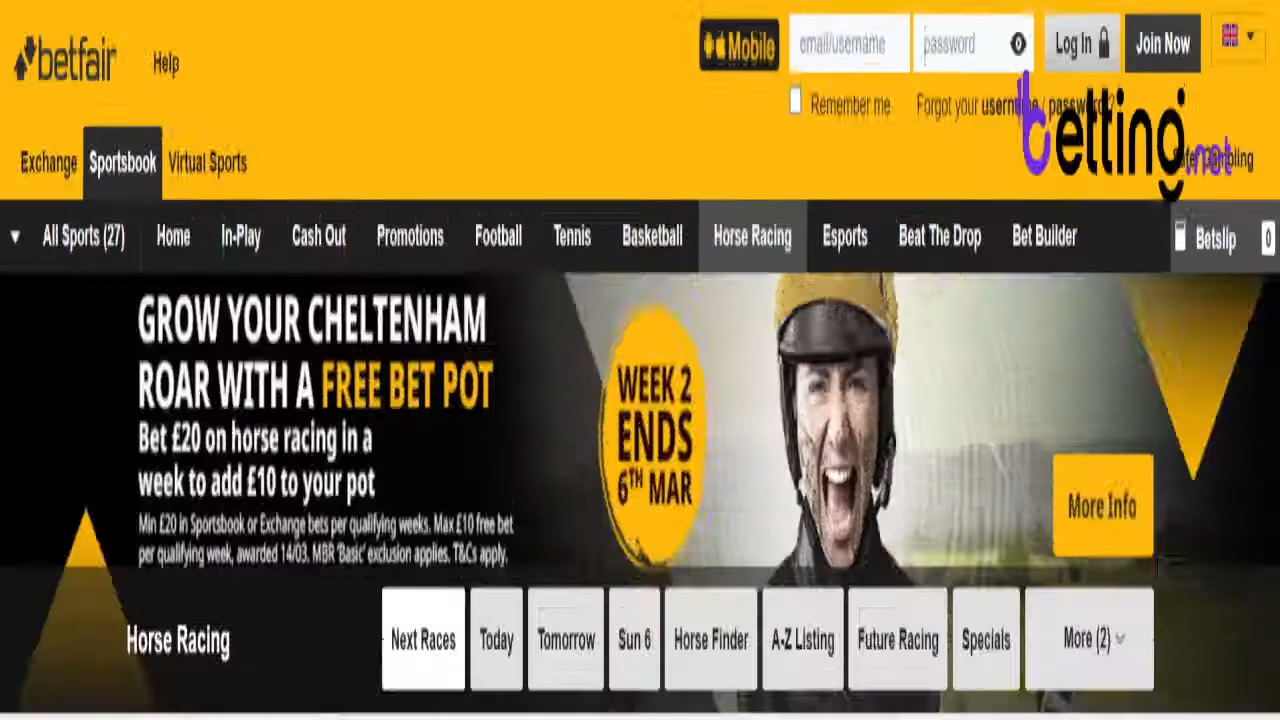 betfair
Help
Mobile
email/username
password
Log In
Join Now
Remember me
Forgot your username / password?
betting.net
Exchange
Sportsbook
Virtual Sports
All Sports (27)
Home
In-Play
Cash Out
Promotions
Football
Tennis
Basketball
Horse Racing
Esports
Beat The Drop
Bet Builder
Betslip
0
GROW YOUR CHELTENHAM
ROAR WITH A FREE BET POT
Bet £20 on horse racing in a
week to add £10 to your pot
Min £20 in Sportsbook or Exchange bets per qualifying weeks. Max £10 free bet
per qualifying week, awarded 14/03. MBR 'Basic' exclusion applies. T&Cs apply.
WEEK 2
ENDS
6TH MAR
More Info
Horse Racing
Next Races
Today
Tomorrow
Sun 6
Horse Finder
A-Z Listing
Future Racing
Specials
More (2)